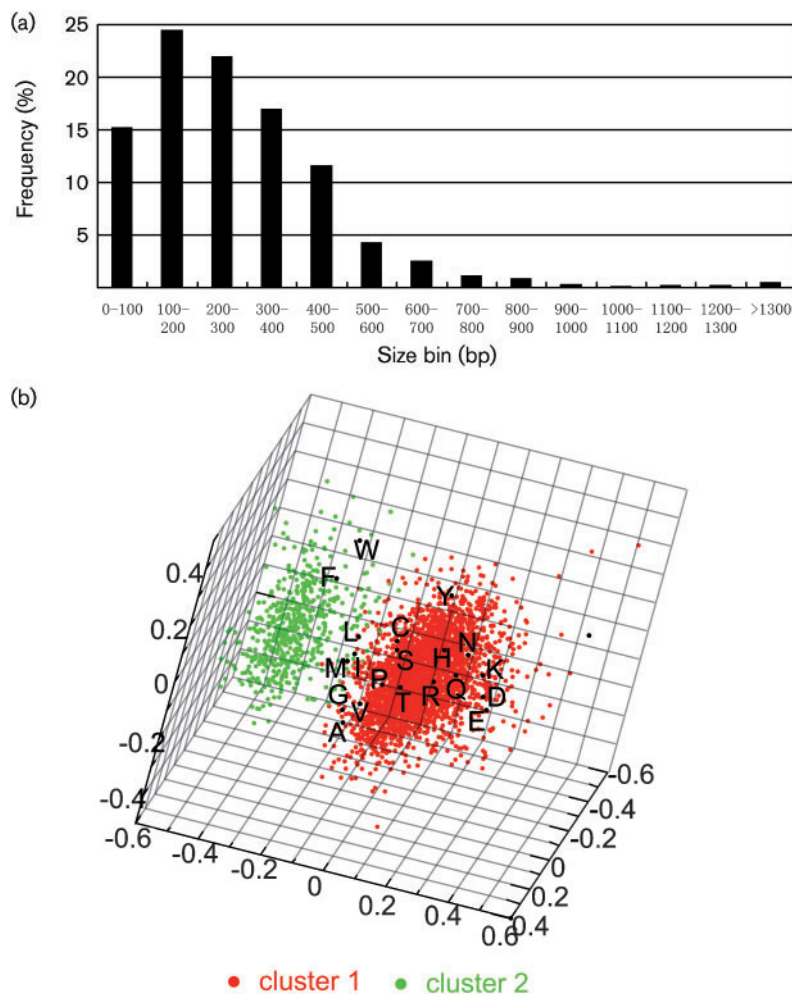 (a)
25
20
15
10
5
Frequency (%)
0–100 100– 200– 300– 400– 500– 600– 700– 800– 900– 1000– 1100– 1200– >1300
200 300 400 500 600 700 800 900 1000 1100 1200 1300
Size bin (bp)
(b)
W
F
0.4
Y
L C
0.2
N
S H
M I
K
P
0
G
Q
D
T R
V
E
A
-0.2
-0.6
-0.4
-0.4
-0.6
-0.2
-0.4
0
-0.2
0.2
0
0.2
0.4
0.4
0.6
cluster 1 cluster 2